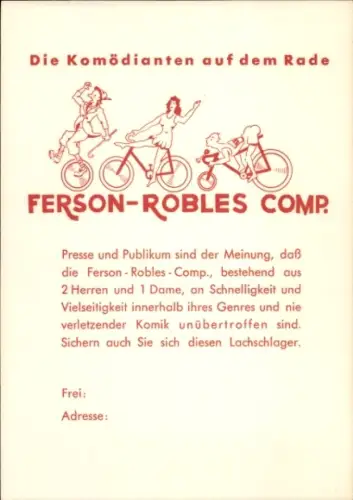 Die Komödianten auf dem Rade
FERSON-ROBLES COMP.
Presse und Publikum sind der Meinung, daß
die Ferson-Robles-Comp., bestehend aus
2 Herren und 1 Dame, an Schnelligkeit und
Vielseitigkeit innerhalb ihres Genres und nie
verletzender Komik unübertroffen sind.
Sichern auch Sie sich diesen Lachschlager.
Frei:
Adresse: